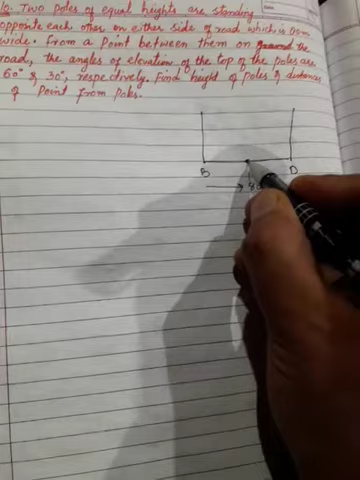 Q. Two poles of equal heights are standing
opposite each other on either side of road which is 80m
wide. From a point between them on the
road, the angles of elevation of the top of the poles are
60° & 30°, respectively. Find height of poles & distances
of point from poles.
B D